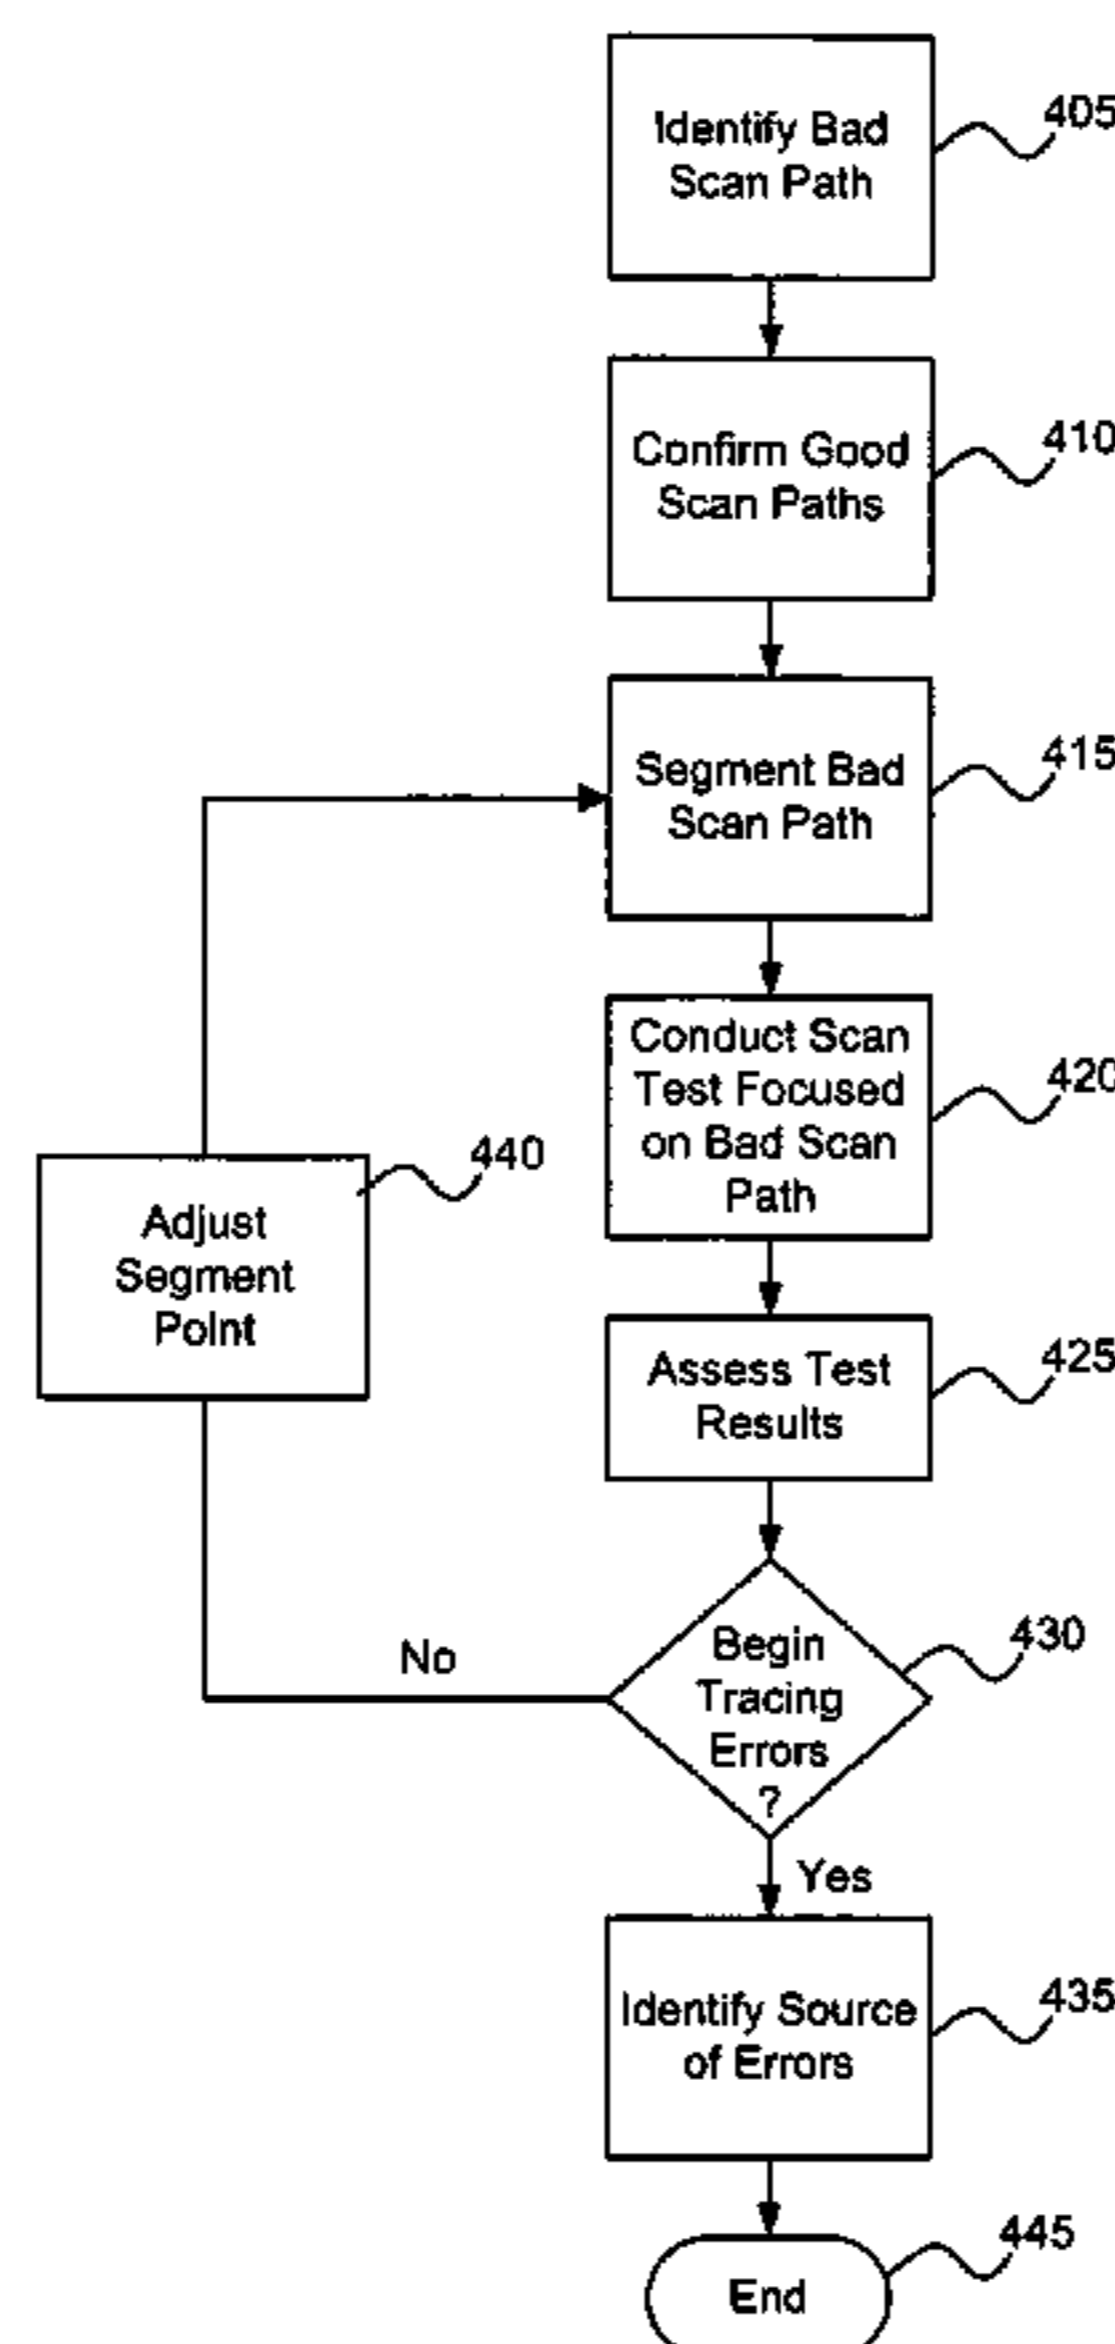 Identify Bad
Scan Path
405
Confirm Good
Scan Paths
410
Segment Bad
Scan Path
415
Conduct Scan
Test Focused
on Bad Scan
Path
420
440
Adjust
Segment
Point
Assess Test
Results
425
Begin
Tracing
Errors
?
430
No
Yes
Identify Source
of Errors
435
End
445